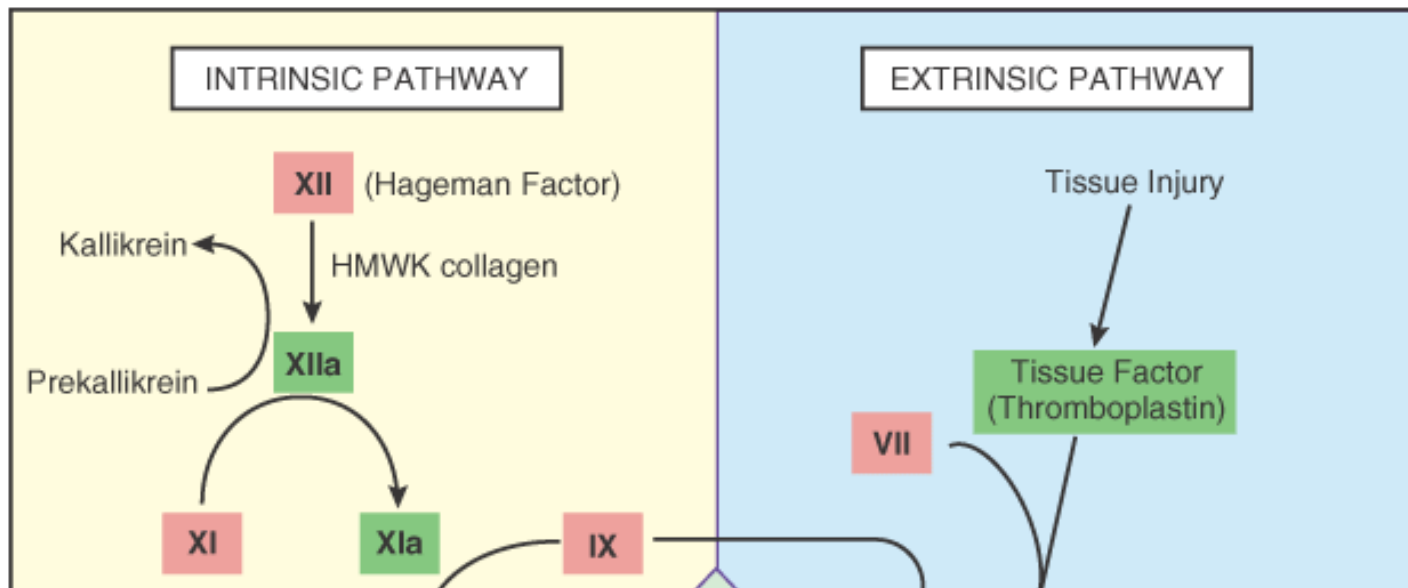 INTRINSIC PATHWAY
EXTRINSIC PATHWAY
XII (Hageman Factor)
Tissue Injury
Kallikrein
HMWK collagen
XIIa
Prekallikrein
Tissue Factor
(Thromboplastin)
VII
XI
XIa
IX